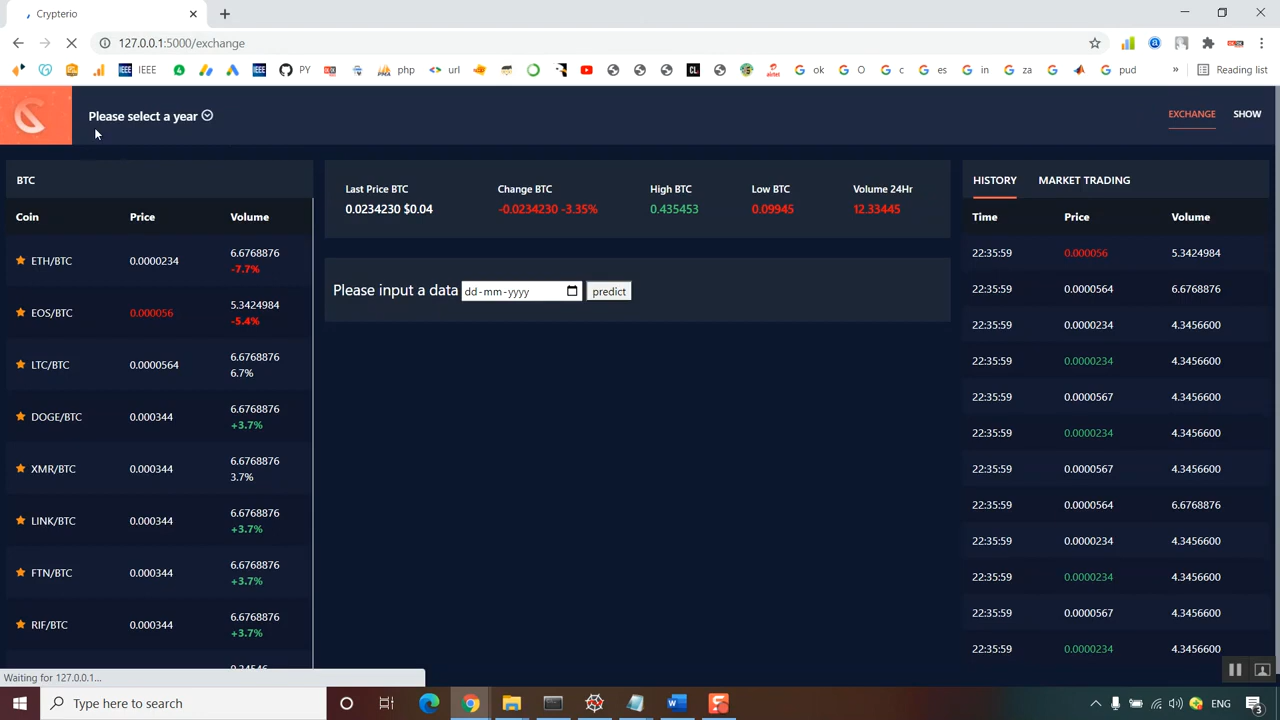 Crypterio
127.0.0.1:5000/exchange
IEEE
PY
php
url
ok
O
c
es
in
za
pud
»
Reading list
Please select a year
EXCHANGE SHOW
BTC
Coin Price Volume
ETH/BTC 0.0000234 6.6768876
-7.7%
EOS/BTC 0.000056 5.3424984
-5.4%
LTC/BTC 0.0000564 6.6768876
6.7%
DOGE/BTC 0.000344 6.6768876
+3.7%
XMR/BTC 0.000344 6.6768876
3.7%
LINK/BTC 0.000344 6.6768876
+3.7%
FTN/BTC 0.000344 6.6768876
+3.7%
RIF/BTC 0.000344 6.6768876
+3.7%
Last Price BTC Change BTC High BTC Low BTC Volume 24Hr
0.0234230 $0.04 -0.0234230 -3.35% 0.435453 0.09945 12.33445
Please input a data dd-mm-yyyy predict
HISTORY MARKET TRADING
Time Price Volume
22:35:59 0.000056 5.3424984
22:35:59 0.0000564 6.6768876
22:35:59 0.0000234 4.3456600
22:35:59 0.0000234 4.3456600
22:35:59 0.0000567 4.3456600
22:35:59 0.0000234 4.3456600
22:35:59 0.0000567 4.3456600
22:35:59 0.0000564 6.6768876
22:35:59 0.0000234 4.3456600
22:35:59 0.0000234 4.3456600
22:35:59 0.0000567 4.3456600
22:35:59 0.0000234 4.3456600
Waiting for 127.0.0.1...
Type here to search
ENG
3